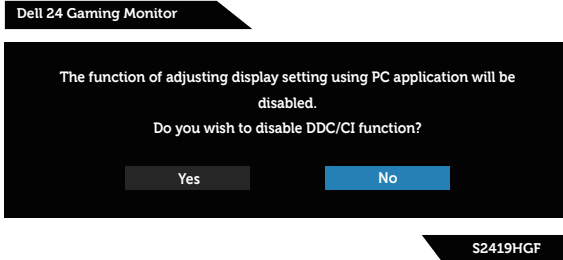 Dell 24 Gaming Monitor
The function of adjusting display setting using PC application will be
disabled.
Do you wish to disable DDC/CI function?
Yes
No
S2419HGF